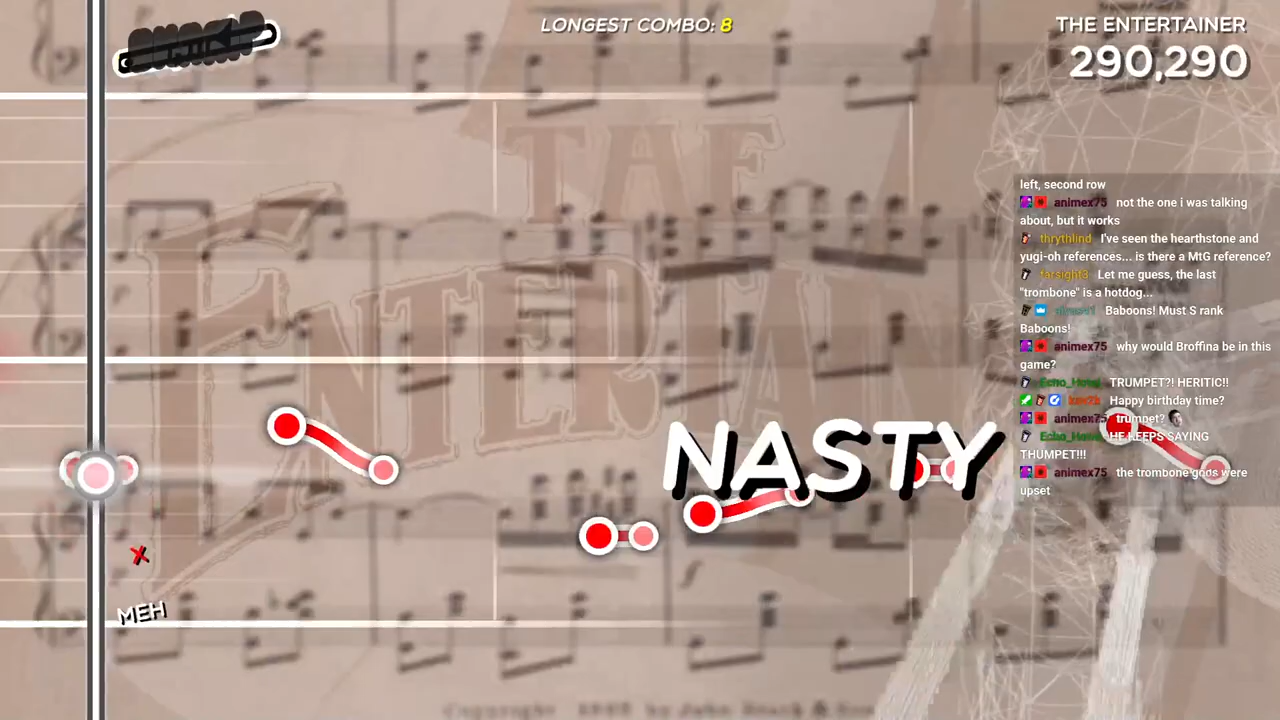 LONGEST COMBO: 8
THE ENTERTAINER
290,290
THE
ENTERTAIN
left, second row
animex75 not the one i was talking
about, but it works
thrythlind I've seen the hearthstone and
yugi-oh references... is there a MtG reference?
farsight3 Let me guess, the last
"trombone" is a hotdog...
Baboons! Must S rank
Baboons!
animex75 why would Broffina be in this
game?
TRUMPET?! HERITIC!!
Happy birthday time?
animex75 trumpet?
HE KEEPS SAYING
THUMPET!!!
animex75 the trombone gods were
upset
NASTY
X
MEH